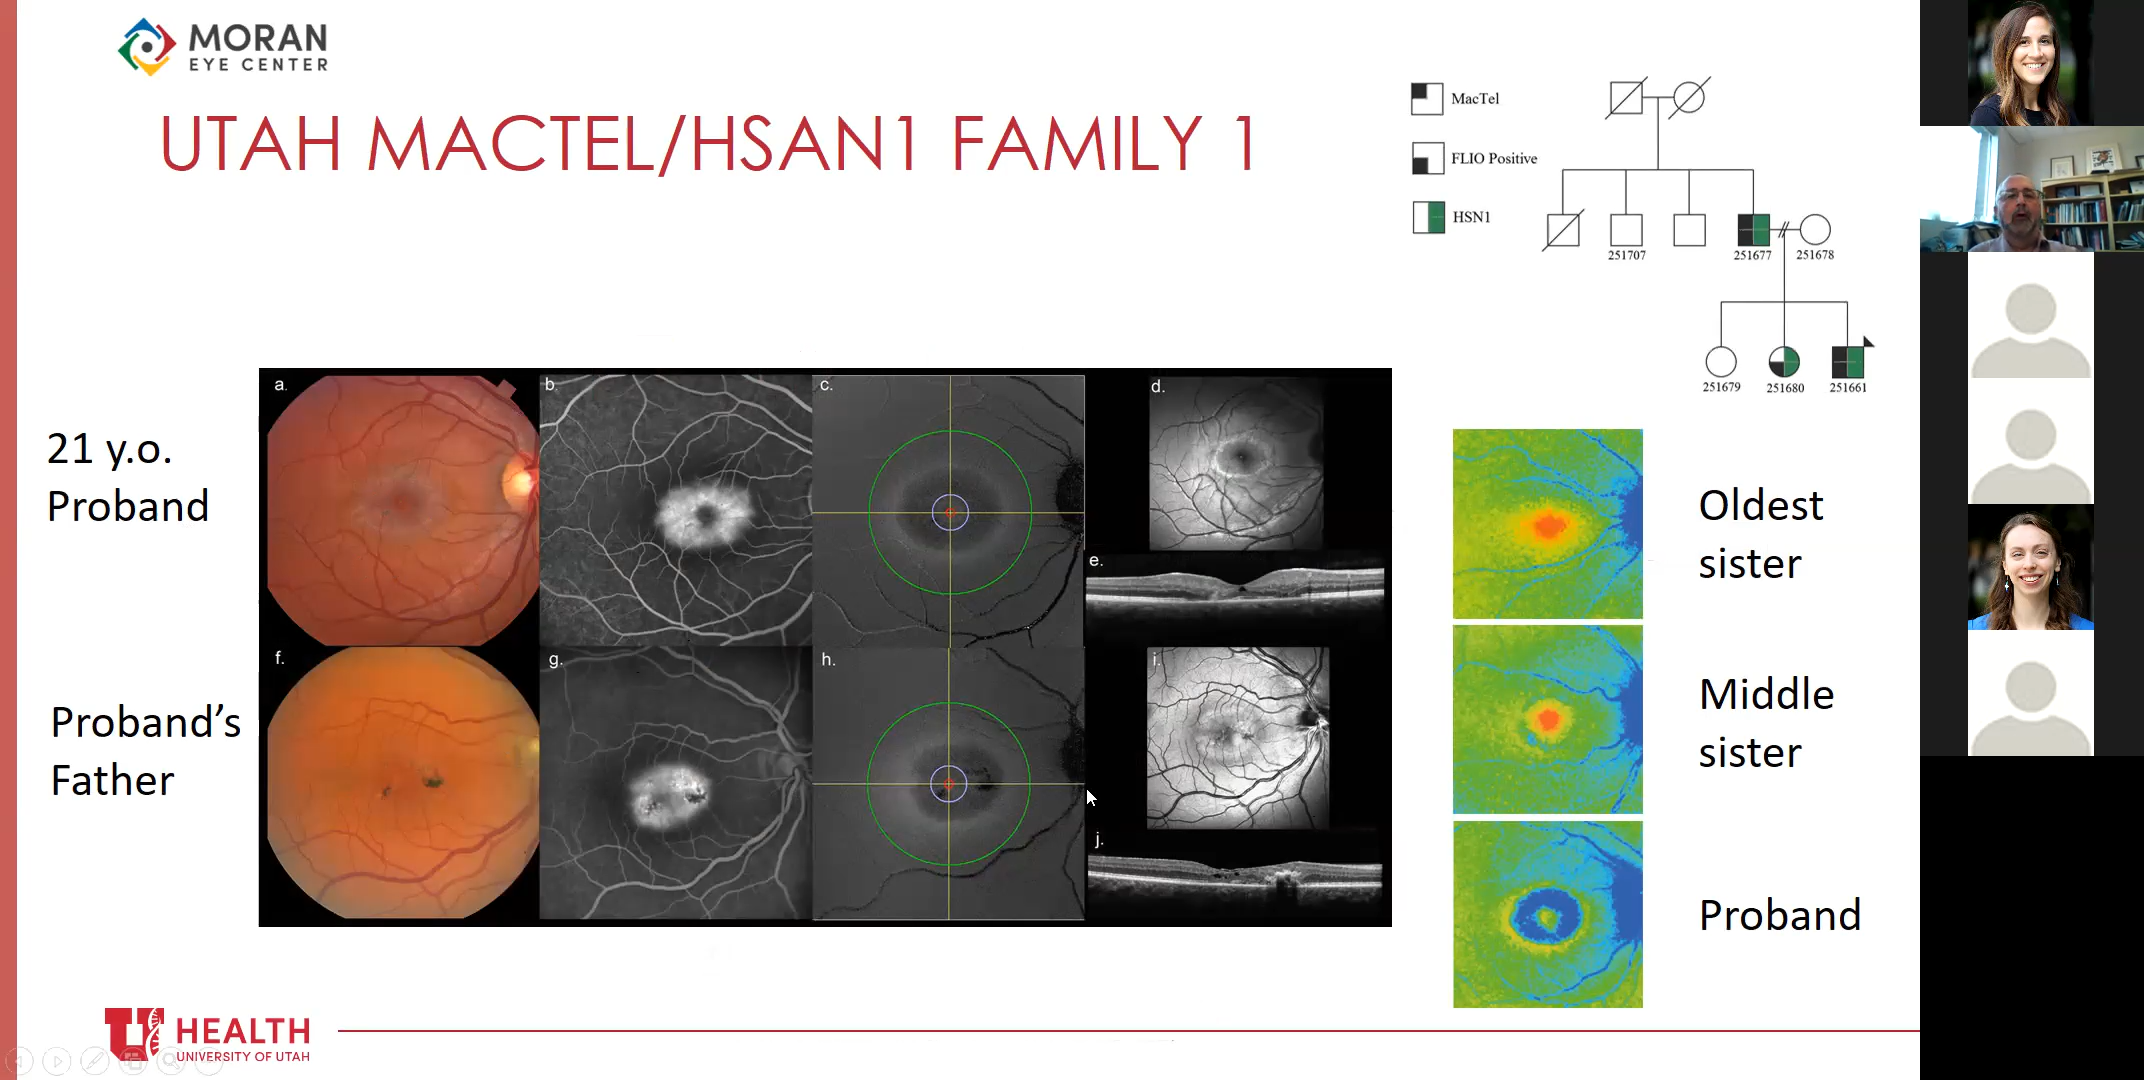 MORAN
EYE CENTER
UTAH MACTEL/HSAN1 FAMILY 1
MacTel
FLIO Positive
HSN1
251707
251677
251678
251679
251680
251661
21 y.o.
Proband
Proband's
Father
a.
b.
c.
d.
e.
f.
g.
h.
i.
j.
Oldest
sister
Middle
sister
Proband
U
HEALTH
UNIVERSITY OF UTAH